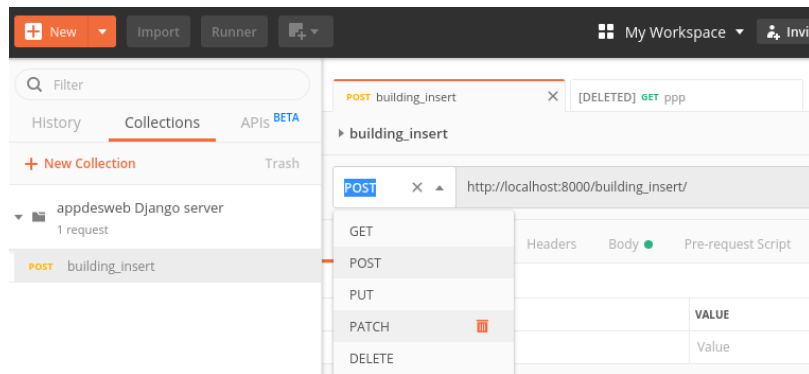 New Import Runner My Workspace Invi
Filter
History Collections APIs BETA
+ New Collection Trash
appdesweb Django server
1 request
POST building_insert
POST building_insert [DELETED] GET ppp
building_insert
POST http://localhost:8000/building_insert/
GET
POST
PUT
PATCH
DELETE
Headers Body Pre-request Script
VALUE
Value